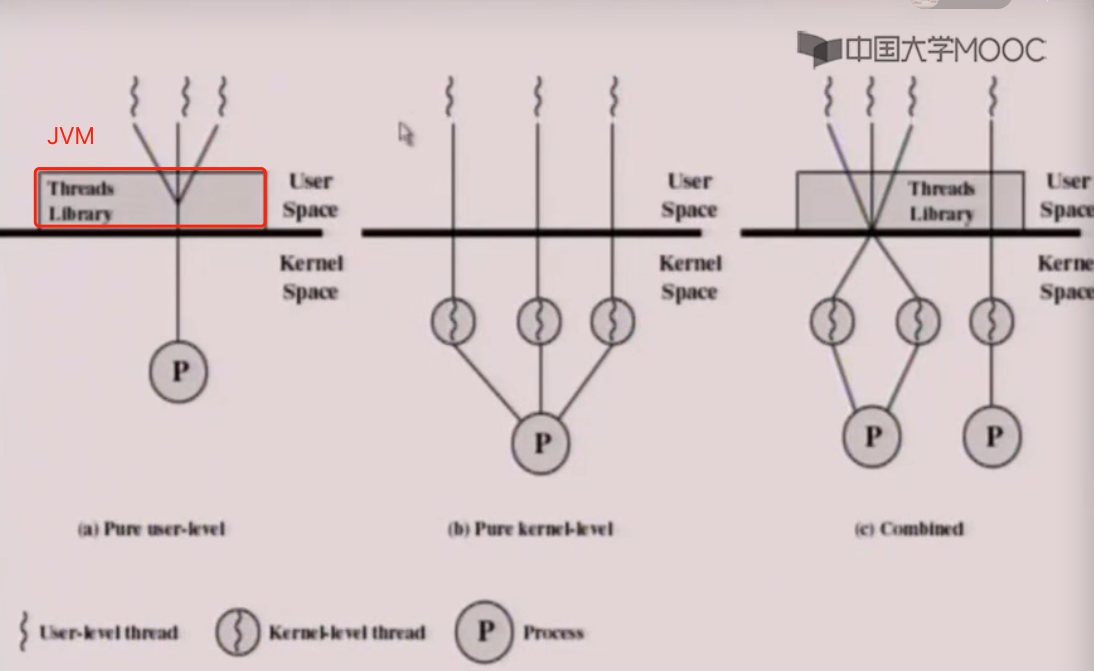 中国大学MOOC
JVM
Threads
Library
User
Space
Kernel
Space
User
Space
Kernel
Space
Threads
Library
User
Space
Kerne
Space
P
P
P
P
(a) Pure user-level
(b) Pure kernel-level
(c) Combined
User-level thread
Kernel-level thread
P
Process